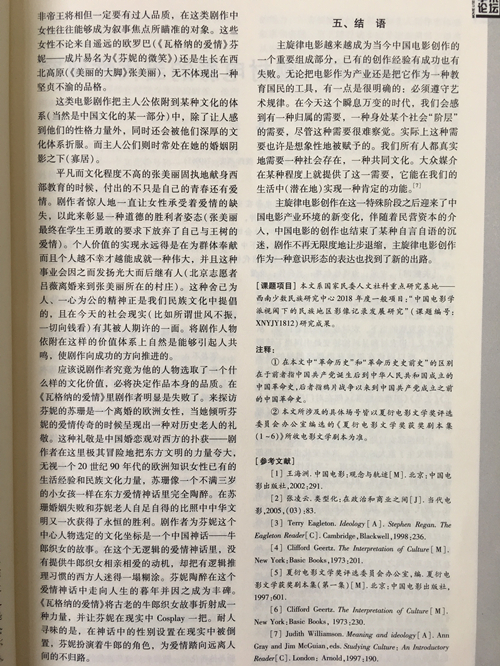 论坛
非帝王将相但一定要有过人品质，在这类剧作中
女性往往能够成为叙事焦点所瞄准的对象。这些
女性不论来自遥远的欧罗巴（《瓦格纳的爱情》芬
妮——成片易名为《芬妮的微笑》）还是生长在西
北高原（《美丽的大脚》张美丽），无不体现出一种
坚贞不渝的品格。
这类电影剧作把主人公依附到某种文化的体
系（当然是中国文化的某一部分）中，除了让人感
到他们的性格力量外，同时还会被他们深厚的文
化体系折服。而主人公们则时常处在她的婚姻阴
影之下（寡居）。
平凡而文化程度不高的张美丽固执地献身西
部教育的时候，付出的不只是自己的青春还有爱
情。剧作者惊人地一直让女性承受着爱情的缺
失，以此来彰显一种道德的胜利者姿态（张美丽
最终在学生王勇敢的要求下放弃了自己与王树的
爱情）。个人价值的实现永远得是在为群体奉献
而且个人越不幸才越能成就一种伟大，并且这种
事业会因之而发扬光大而后继有人（北京志愿者
吕薇离婚来到张美丽所在的村庄）。这种舍己为
人、一心为公的精神正是我们民族文化中提倡
的，且在今天的社会现实（比如所谓世风不振，
一切向钱看）有其被人期许的一面。将剧作人物
依附在这样的价值体系上自然是能够引起人共
鸣，使剧作向成功的方向推进的。
应该说剧作者究竟为他的人物选取了一个什
么样的文化价值，必将决定作品本身的品质。在
《瓦格纳的爱情》里剧作者明显是失败了。来探访
芬妮的苏珊是一个离婚的欧洲女性，当她倾听芬
妮的爱情传奇的时候呈现出一种对历史老人的礼
敬。这种礼敬是中国婚恋观对西方的扑获——剧
作者在这里极其冒险地把东方文明的力量夸大，
无视一个 20 世纪 90 年代的欧洲知识女性已有的
生活经验和民族文化力量，苏珊像一个不满三岁
的小女孩一样在东方爱情神话里完全陶醉。在苏
珊婚姻失败和芬妮老人自足自得的比照中中华文
明又一次获得了永恒的胜利。剧作者为芬妮这个
中心人物选定的文化坐标是一个中国神话——牛
郎织女的故事。在这个无逻辑的爱情神话里，没
有提供牛郎织女相亲相爱的动机，却把有逻辑推
理习惯的西方人迷得一塌糊涂。芬妮陶醉在这个
爱情神话中走向人生的暮年并因之成为丰碑。
《瓦格纳的爱情》将古老的牛郎织女故事折射成一
种力量，并让芬妮在现实中 Cosplay 一把。耐人
寻味的是，在神话中的性别设置在现实中被倒
置，芬妮扮演着牛郎的角色，为爱情踏向远离人
间的不归路。
五、结 语
主旋律电影越来越成为当今中国电影创作的
一个重要组成部分，已有的创作经验有成功也有
失败。无论把电影作为产业还是把它作为一种教
育国民的工具，有一点是很明确的：必须遵守艺
术规律。在今天这个瞬息万变的时代，我们会感
到有一种归属的需要，一种身处某个社会“阶层”
的需要，尽管这种需要很难察觉。实际上这种需
要也许是想象性地被赋予的。我们所有人都真实
地需要一种社会存在，一种共同文化。大众媒介
在某种程度上就提供了这一需要，它能在我们的
生活中（潜在地）实现一种肯定的功能。[7]
主旋律电影创作在这一特殊阶段之后迎来了中
国电影产业环境的新变化，伴随着民营资本的介
入，中国电影的创作也结束了某种自言自语的沉
迷，剧作不再无限度地止步退缩，主旋律电影创作
作为一种意识形态的表达也找到了新的出路。
[课题项目] 本文系国家民委人文社科重点研究基地——
西南少数民族研究中心 2018 年度一般项目：“中国电影学
派视阈下的民族地区影像记录发展研究”（课题编号：
XNYJY1812）研究成果。
注释：
① 在本文中“革命历史”和“革命历史史前史”的区别
在于前者指中国共产党诞生后到中华人民共和国成立的
中国革命史，后者指鸦片战争以来到中国共产党成立之前
的中国革命史。
② 本文所涉及的具体场号皆以夏衍电影文学奖评选
委员会办公室编选的《夏衍电影文学奖获奖剧本集
（1-6）》所收电影文学剧本为准。
[参考文献]
[1] 王海洲. 中国电影：观念与轨迹[M]. 北京：中国电
影出版社,2002:291.
[2] 张凌云. 类型化：在政治和商业之间[J]. 当代电
影,2005,(03):83.
[3] Terry Eagleton. Ideology[A]. Stephen Regan. The
Eagleton Reader[C]. Cambridge,Blackwell,1998:236.
[4] Clifford Geertz. The Interpretation of Culture[M].
New York: Basic Books,1973:201.
[5] 夏衍电影文学奖评选委员会办公室,编. 夏衍电
影文学奖获奖剧本集(第一集)[M]. 北京：中国电影出版社,
1997:601.
[6] Clifford Geertz. The Interpretation of Culture[M].
New York: Basic Books, 1973:230.
[7] Judith Williamson. Meaning and ideology[A]. Ann
Gray and Jim McGuian,eds. Studying Culture: An Introductory
Reader[C]. London: Arnold,1997:190.